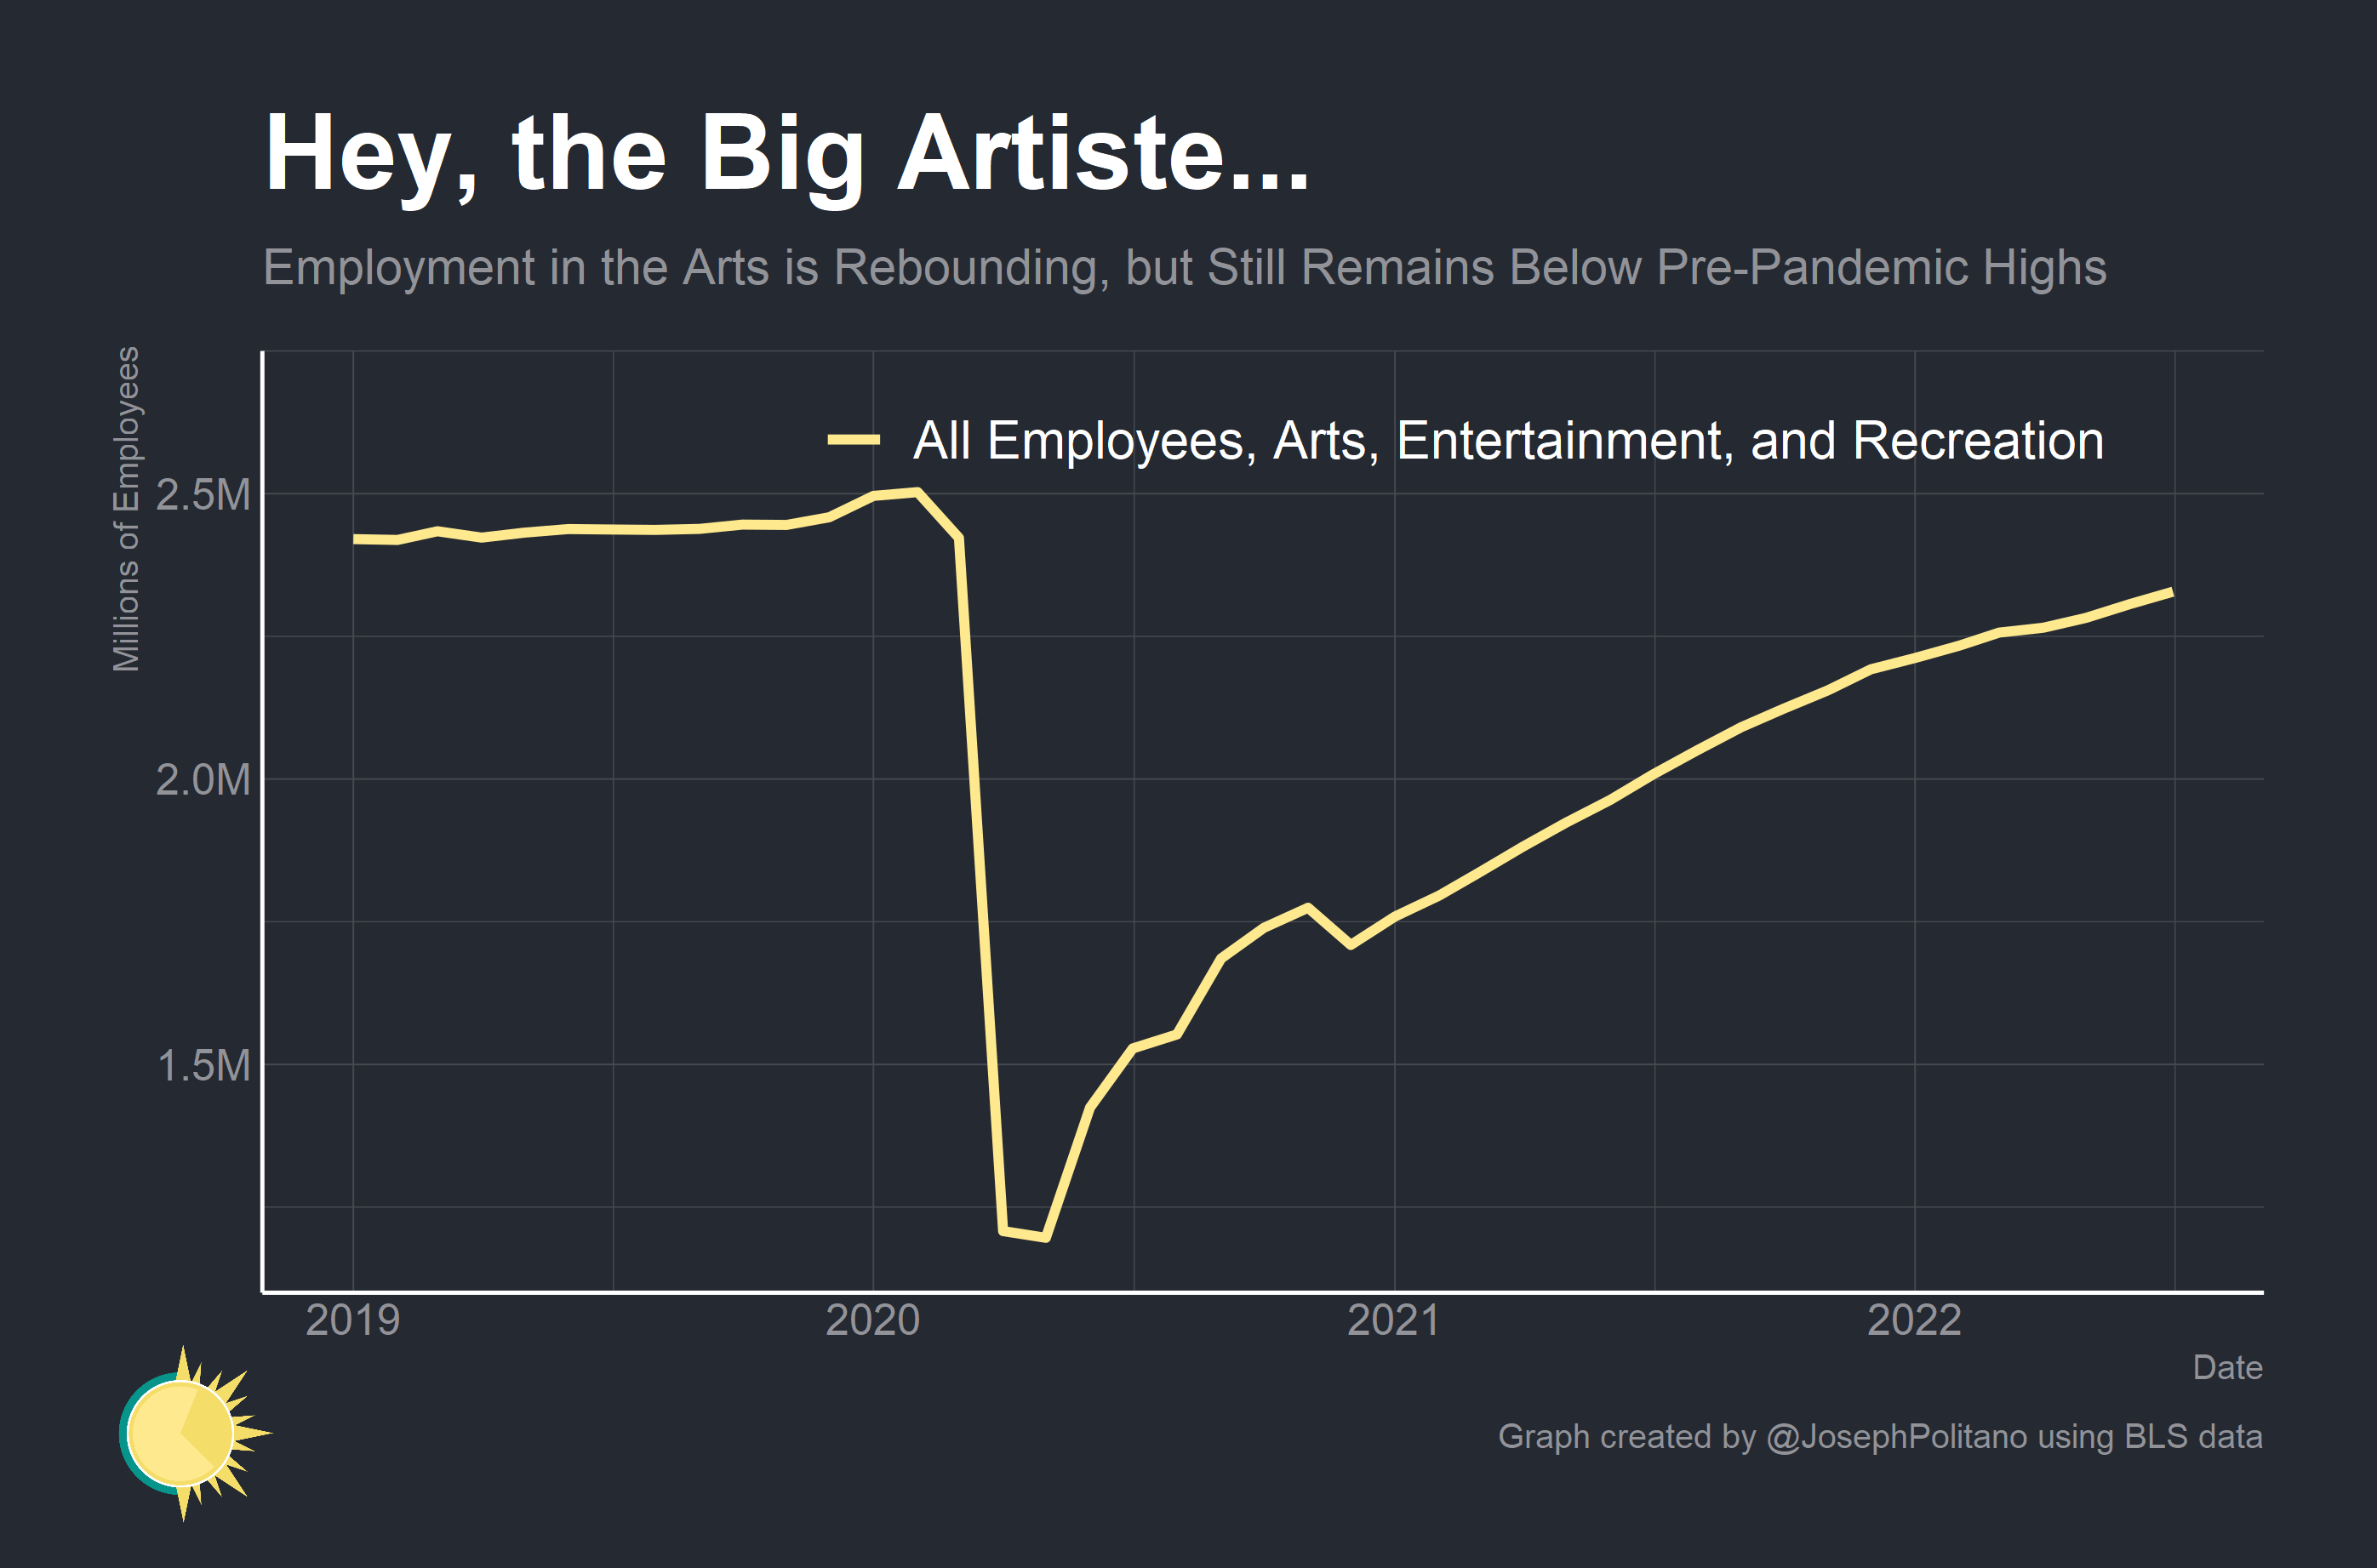 Hey, the Big Artiste...
Employment in the Arts is Rebounding, but Still Remains Below Pre-Pandemic Highs
Millions of Employees
All Employees, Arts, Entertainment, and Recreation
2.5M
2.0M
1.5M
2019
2020
2021
2022
Date
Graph created by @JosephPolitano using BLS data